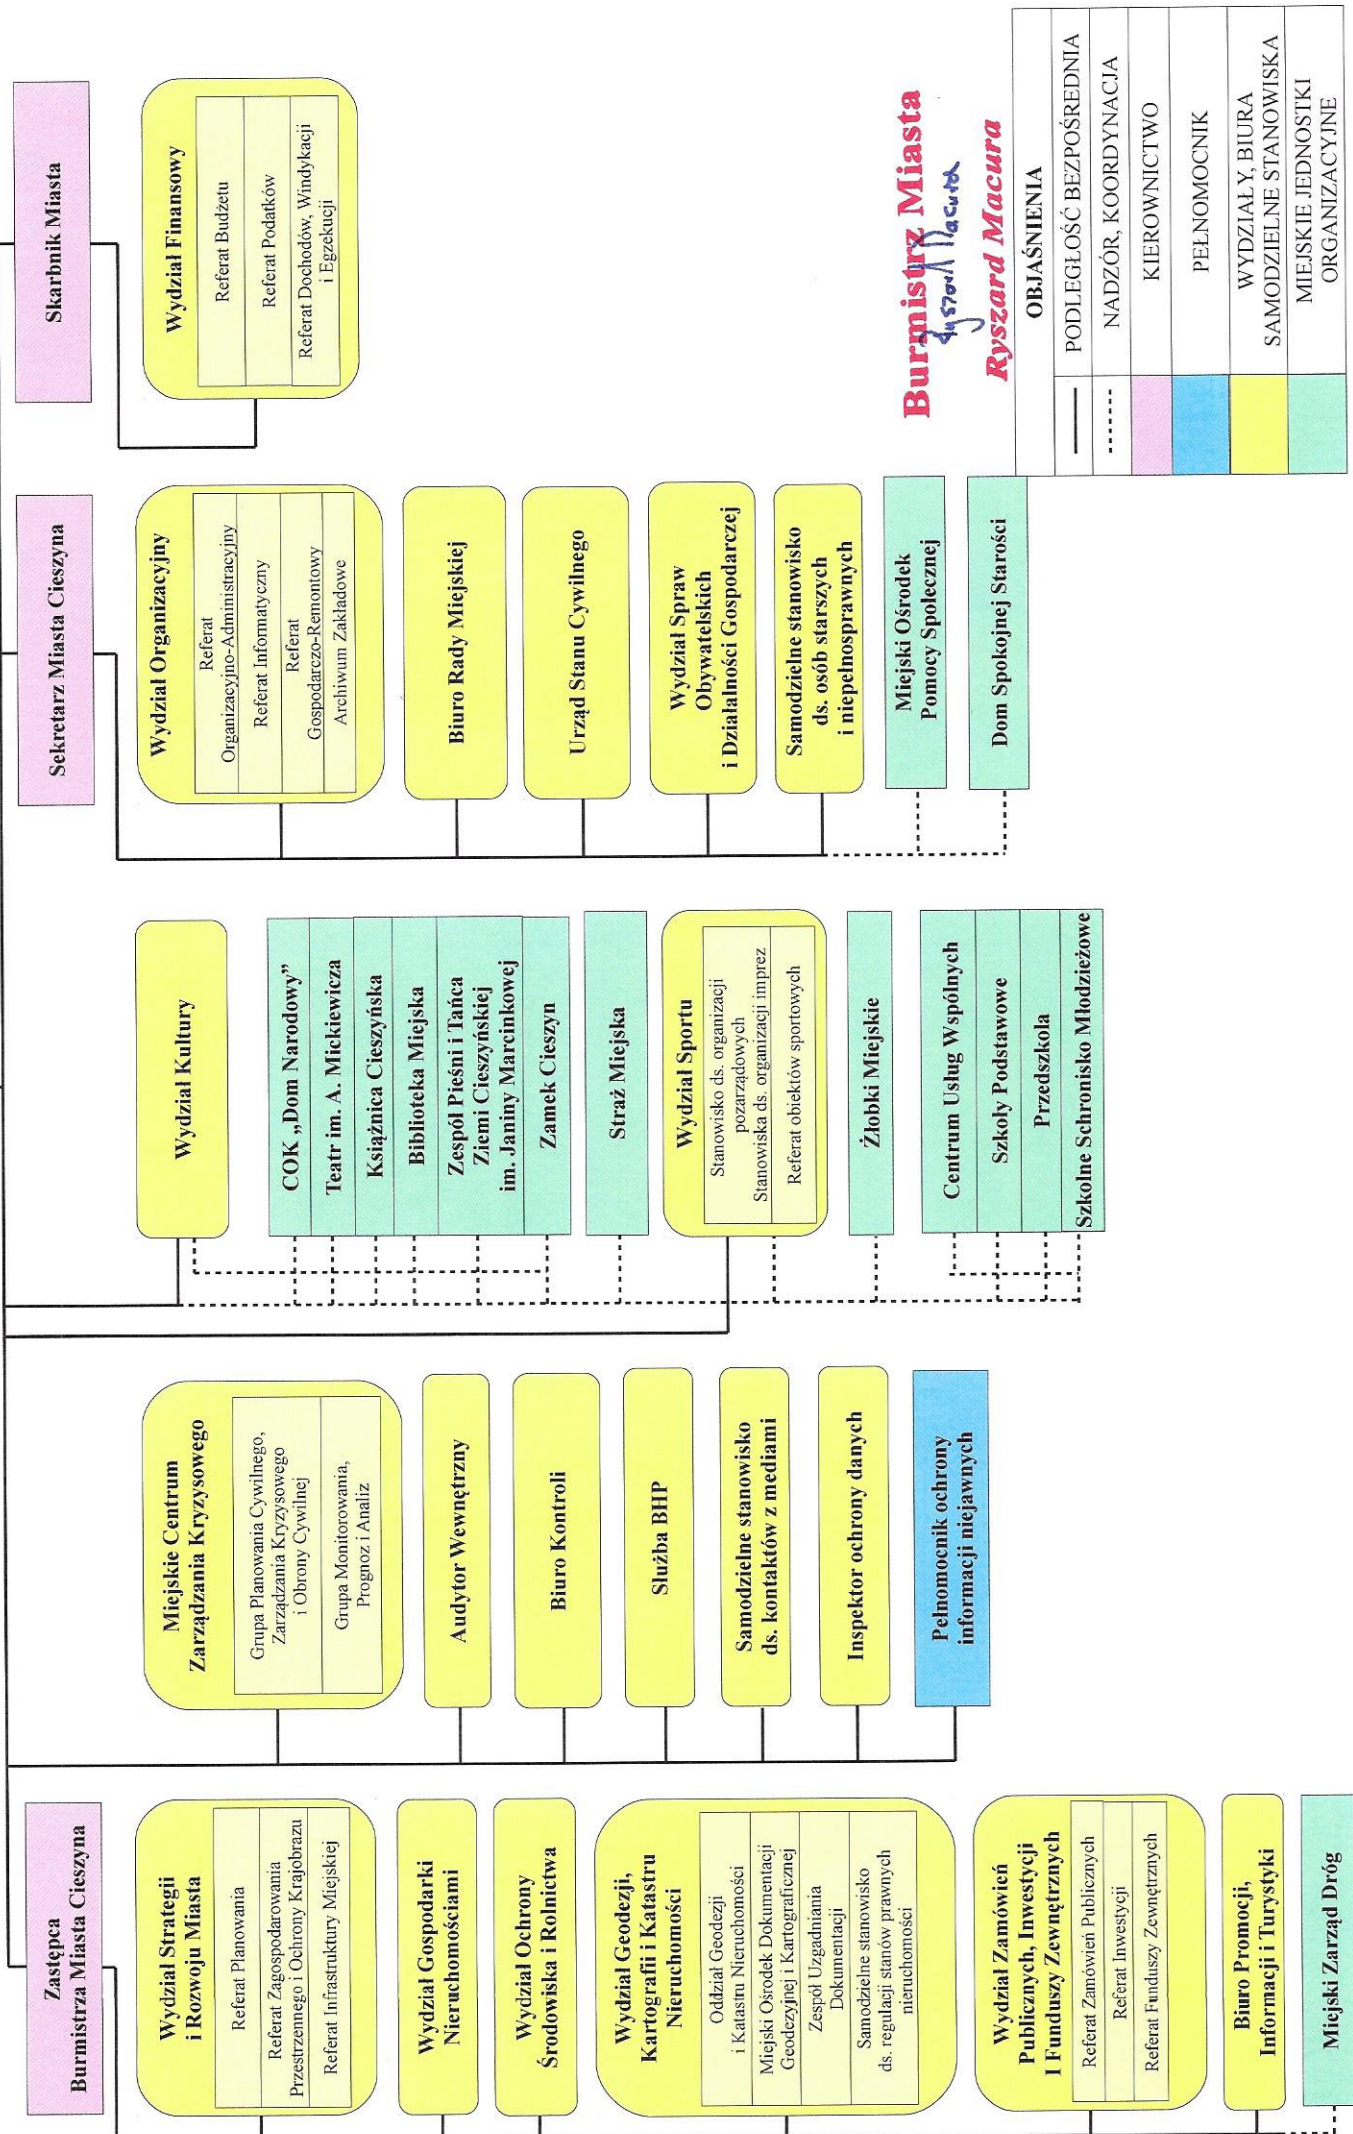 Zastępca
Burmistrza Miasta Cieszyna
Wydział Strategii
i Rozwoju Miasta
Referat Planowania
Referat Zagospodarowania
Przestrzennego i Ochrony Krajobrazu
Referat Infrastruktury Miejskiej
Wydział Gospodarki
Nieruchomościami
Wydział Ochrony
Środowiska i Rolnictwa
Wydział Geodezji,
Kartografii i Katastru
Nieruchomości
Oddział Geodezji
i Katastru Nieruchomości
Miejski Ośrodek Dokumentacji
Geodezyjnej i Kartograficznej
Zespół Uzgadniania
Dokumentacji
Samodzielne stanowisko
ds. regulacji stanów prawnych
nieruchomości
Wydział Zamówień
Publicznych, Inwestycji
I Funduszy Zewnętrznych
Referat Zamówień Publicznych
Referat Inwestycji
Referat Funduszy Zewnętrznych
Biuro Promocji,
Informacji i Turystyki
Miejski Zarząd Dróg
Miejskie Centrum
Zarządzania Kryzysowego
Grupa Planowania Cywilnego,
Zarządzania Kryzysowego
i Obrony Cywilnej
Grupa Monitorowania,
Prognoz i Analiz
Audytor Wewnętrzny
Biuro Kontroli
Służba BHP
Samodzielne stanowisko
ds. kontaktów z mediami
Inspektor ochrony danych
Pełnomocnik ochrony
informacji niejawnych
Wydział Kultury
COK „Dom Narodowy”
Teatr im. A. Mickiewicza
Książnica Cieszyńska
Biblioteka Miejska
Zespół Pieśni i Tańca
Ziemi Cieszyńskiej
im. Janiny Marcinkowej
Zamek Cieszyn
Straż Miejska
Wydział Sportu
Stanowisko ds. organizacji
pozarządowych
Stanowiska ds. organizacji imprez
Referat obiektów sportowych
Żłobki Miejskie
Centrum Usług Wspólnych
Szkoły Podstawowe
Przedszkola
Szkolne Schronisko Młodzieżowe
Sekretarz Miasta Cieszyna
Wydział Organizacyjny
Referat
Organizacyjno-Administracyjny
Referat Informatyczny
Referat
Gospodarczo-Remontowy
Archiwum Zakładowe
Biuro Rady Miejskiej
Urząd Stanu Cywilnego
Wydział Spraw
Obywatelskich
i Działalności Gospodarczej
Samodzielne stanowisko
ds. osób starszych
i niepełnosprawnych
Miejski Ośrodek
Pomocy Społecznej
Dom Spokojnej Starości
Skarbnik Miasta
Wydział Finansowy
Referat Budżetu
Referat Podatków
Referat Dochodów, Windykacji
i Egzekucji
Burmistrz Miasta
Ryszard Macura
Ryszard Macura
OBJAŚNIENIA
PODLEGŁOŚĆ BEZPOŚREDNIA
NADZÓR, KOORDYNACJA
KIEROWNICTWO
PEŁNOMOCNIK
WYDZIAŁY, BIURA
SAMODZIELNE STANOWISKA
MIEJSKIE JEDNOSTKI
ORGANIZACYJNE